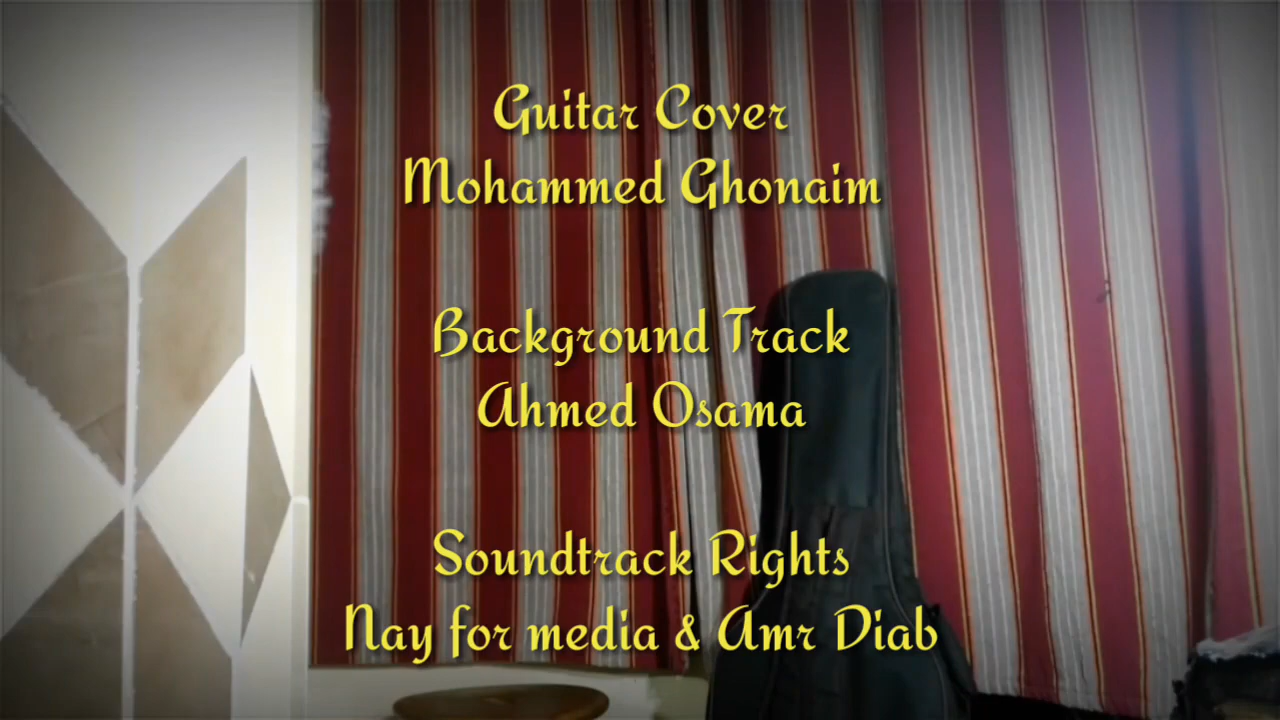 Guitar Cover
Mohammed Ghonaim
Background Track
Ahmed Osama
Soundtrack Rights
Nay for media & Amr Diab